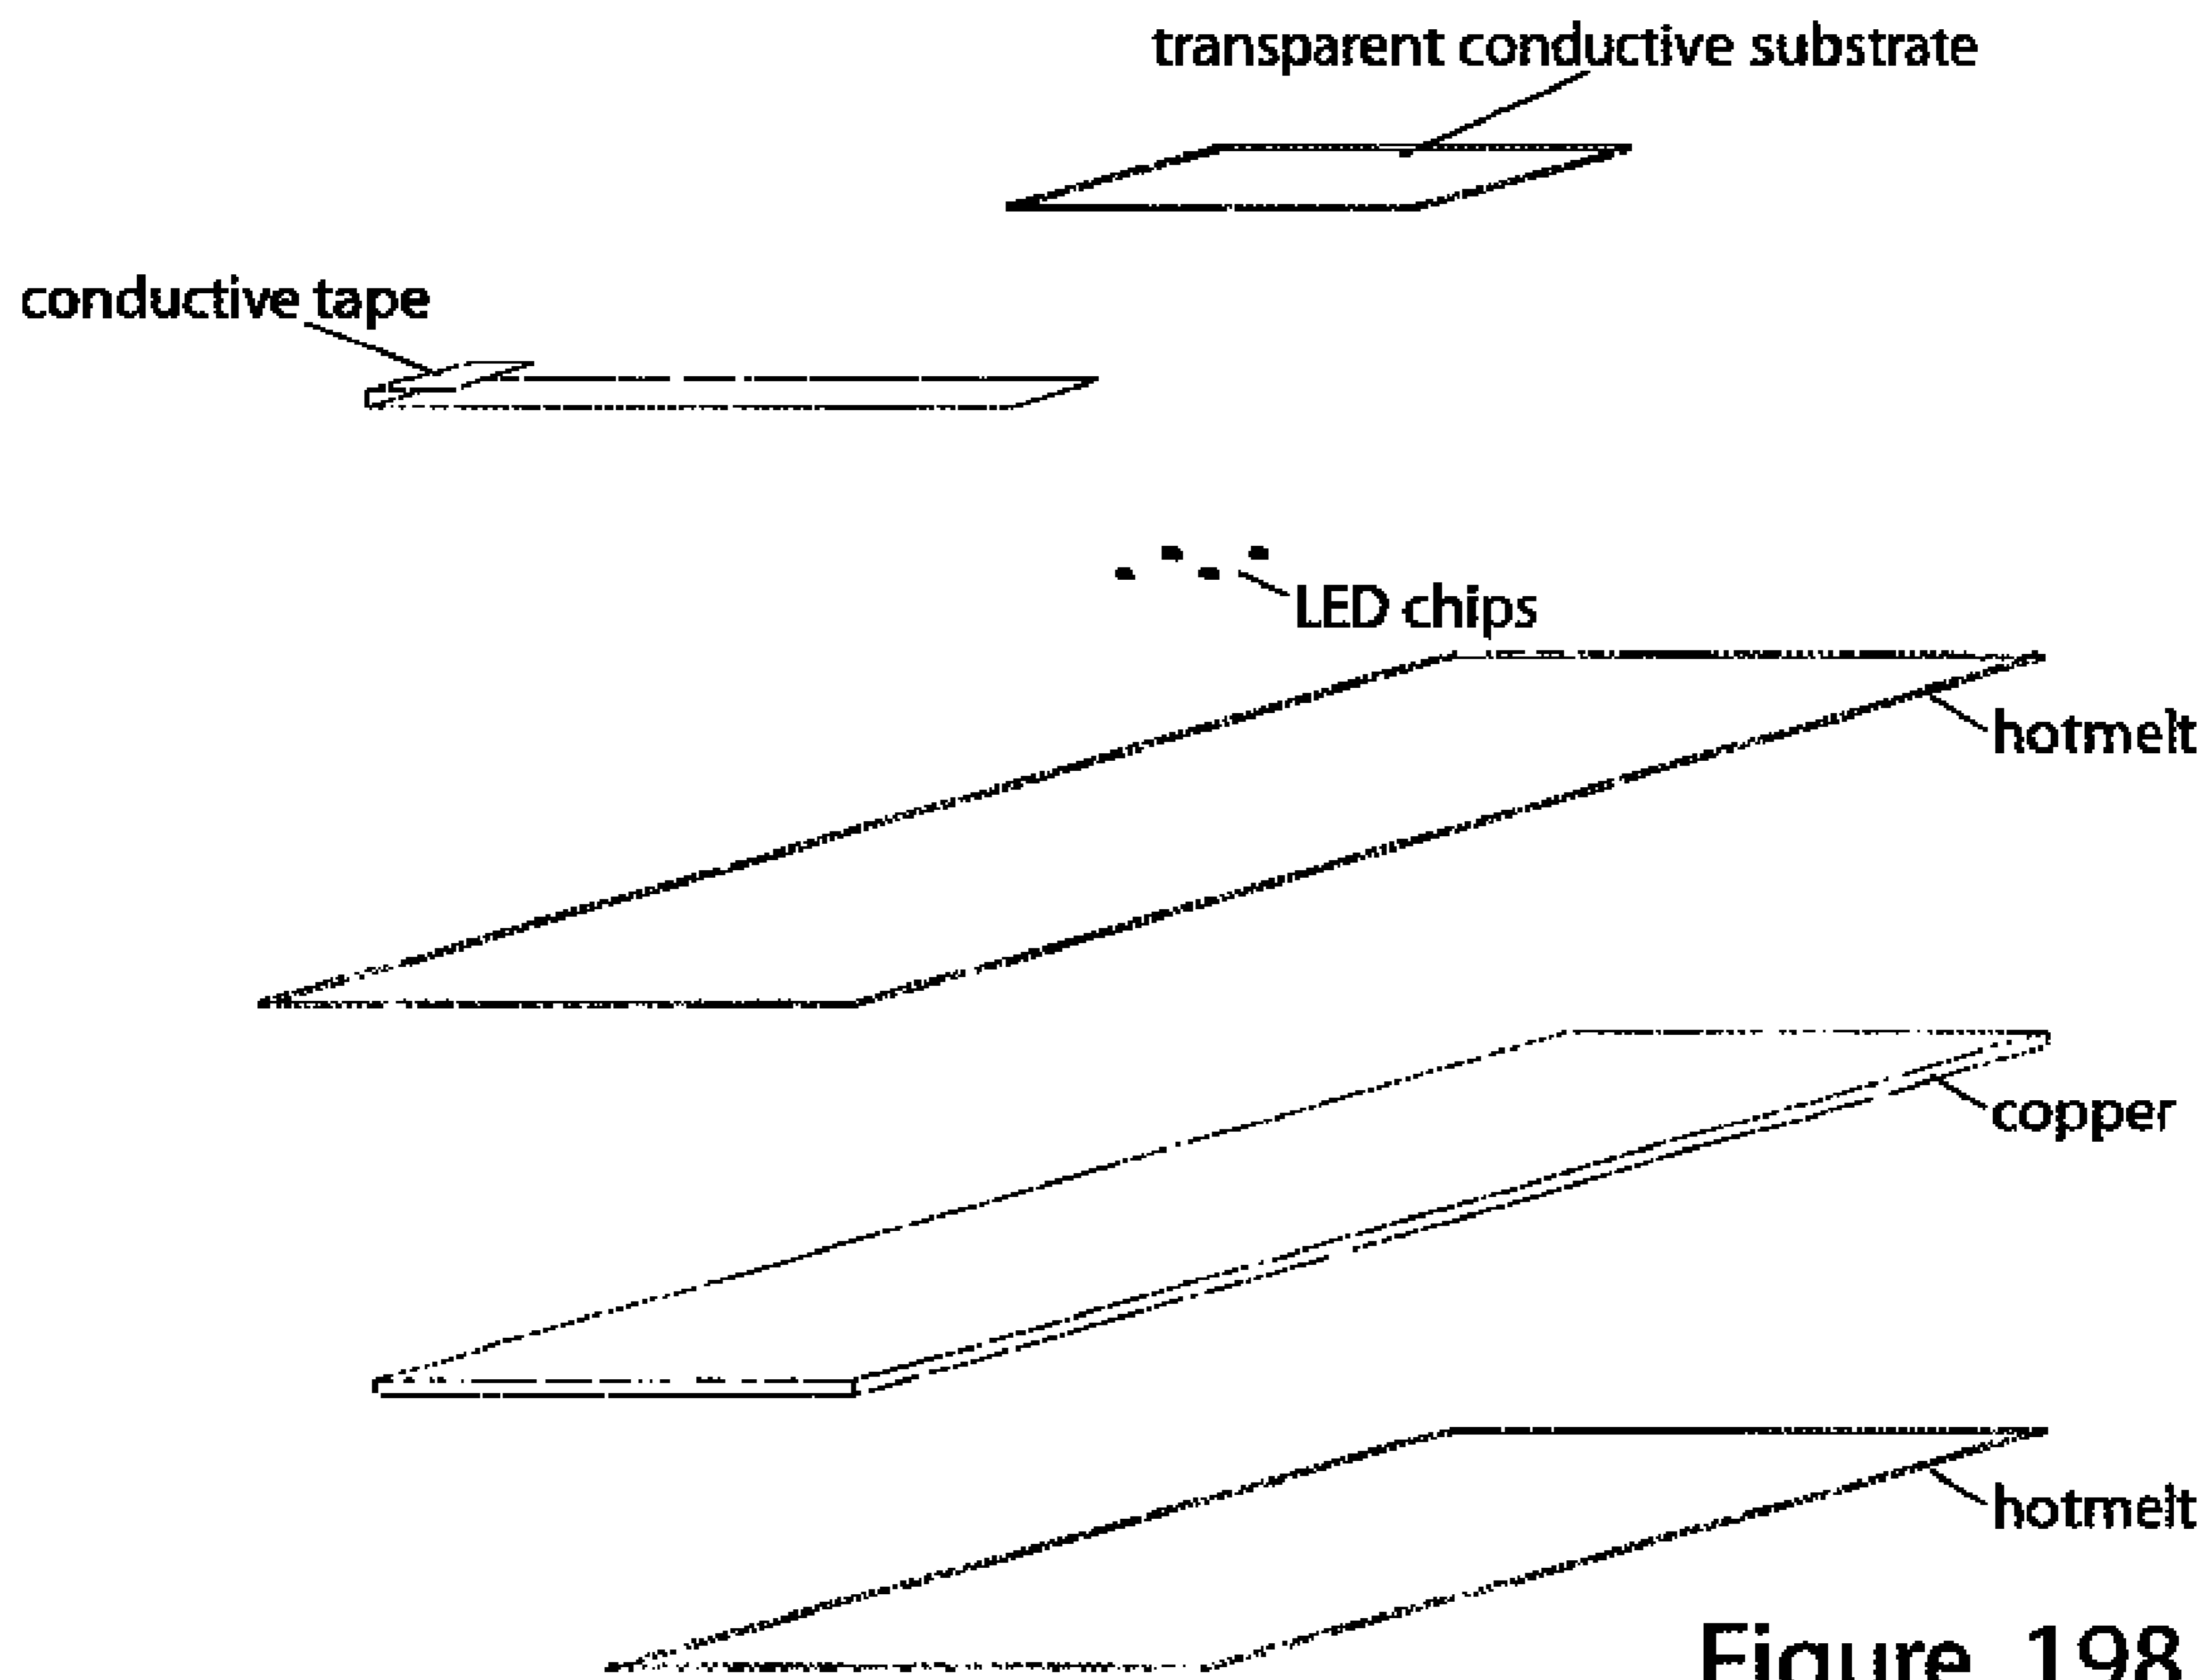 transparent conductive substrate
conductive tape
LED chips
hotmelt
copper
hotmelt
Figure 198